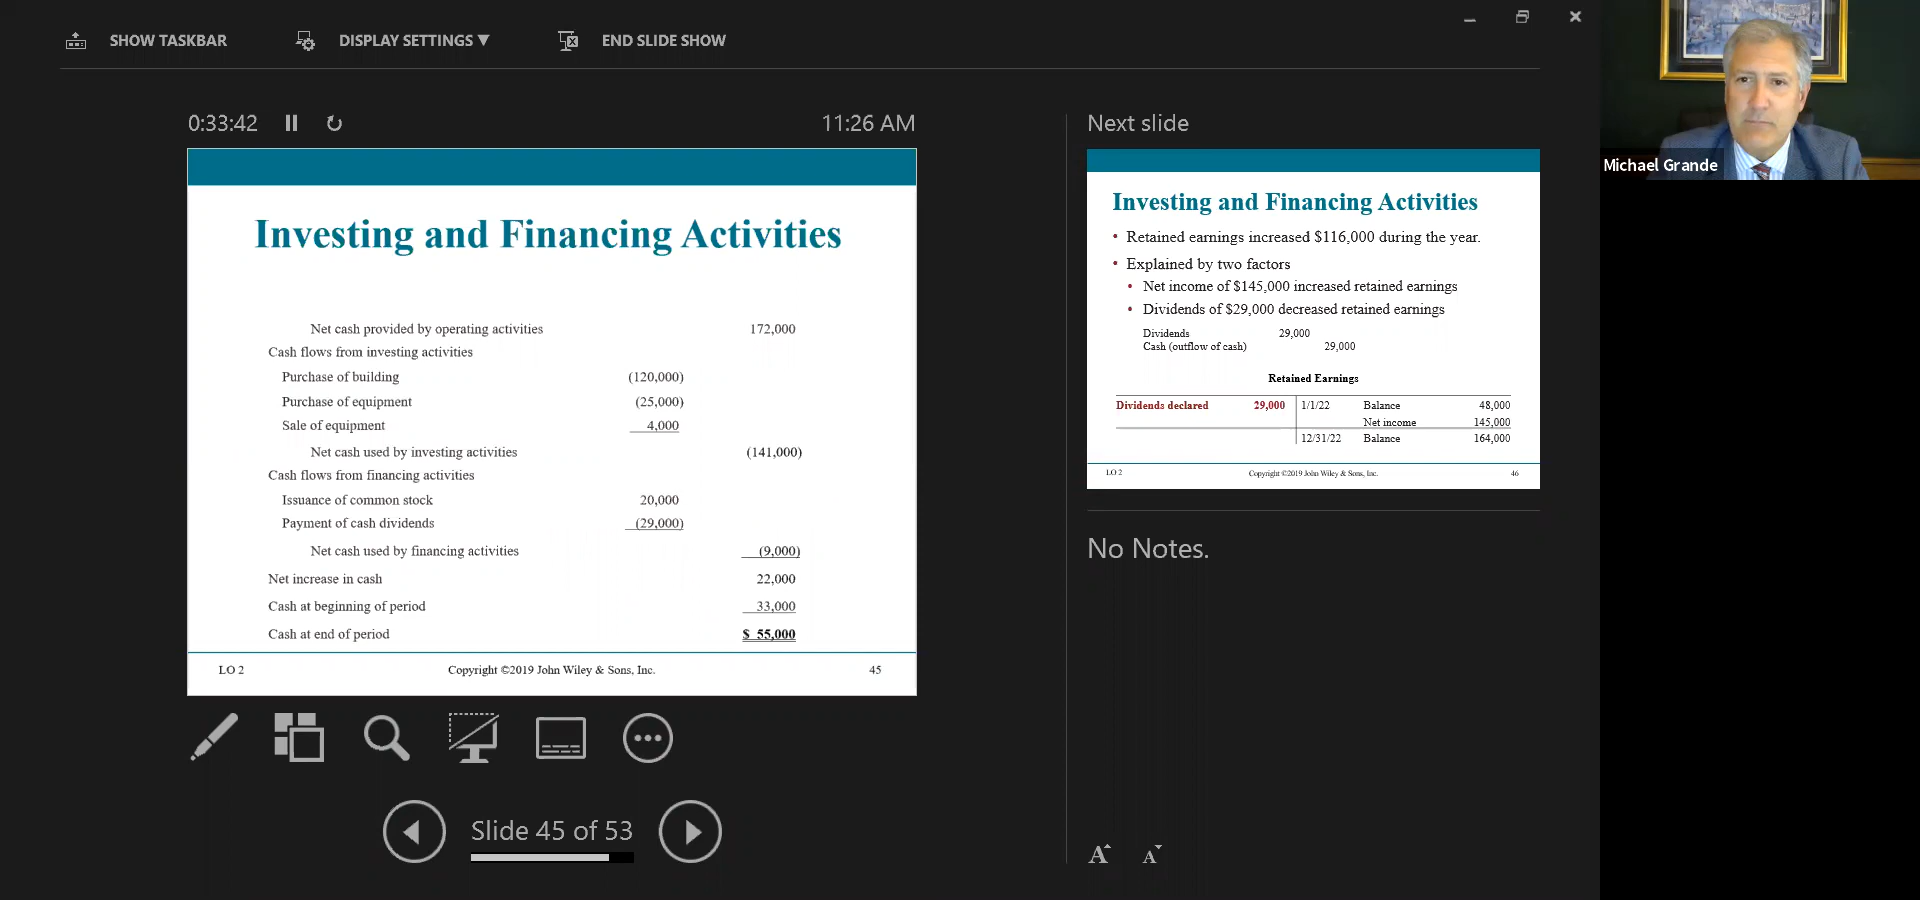 SHOW TASKBAR DISPLAY SETTINGS ▼ END SLIDE SHOW
0:33:42 11:26 AM
Investing and Financing Activities
Net cash provided by operating activities 172,000
Cash flows from investing activities
Purchase of building (120,000)
Purchase of equipment (25,000)
Sale of equipment 4,000
Net cash used by investing activities (141,000)
Cash flows from financing activities
Issuance of common stock 20,000
Payment of cash dividends (29,000)
Net cash used by financing activities (9,000)
Net increase in cash 22,000
Cash at beginning of period 33,000
Cash at end of period $ 55,000
LO 2 Copyright ©2019 John Wiley & Sons, Inc. 45
Slide 45 of 53
Next slide
Investing and Financing Activities
• Retained earnings increased $116,000 during the year.
• Explained by two factors
• Net income of $145,000 increased retained earnings
• Dividends of $29,000 decreased retained earnings
Dividends 29,000
Cash (outflow of cash) 29,000
Retained Earnings
Dividends declared 29,000 1/1/22 Balance 48,000
Net income 145,000
12/31/22 Balance 164,000
LO 2 Copyright ©2019 John Wiley & Sons, Inc. 46
No Notes.
A A
Michael Grande